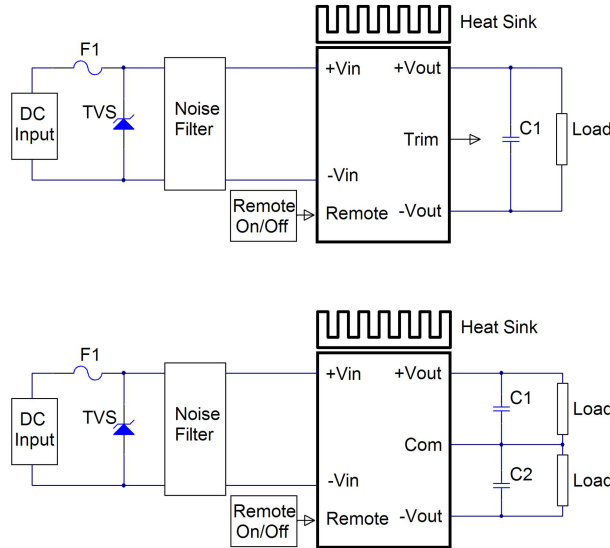 Heat Sink
F1
+Vin
+Vout
DC
Input
TVS
Noise
Filter
Trim
C1
Load
-Vin
Remote
On/Off
Remote
-Vout
Heat Sink
F1
+Vin
+Vout
C1
Load
DC
Input
TVS
Noise
Filter
Com
C2
Load
-Vin
Remote
On/Off
Remote
-Vout